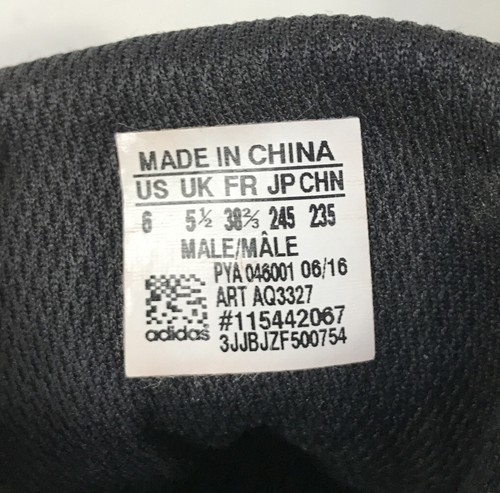 MADE IN CHINA
US UK FR JP CHN
6 5½ 38⅔ 245 235
MALE/MÂLE
PYA 046001 06/16
ART AQ3327
#115442067
adidas
3JJBJZF500754